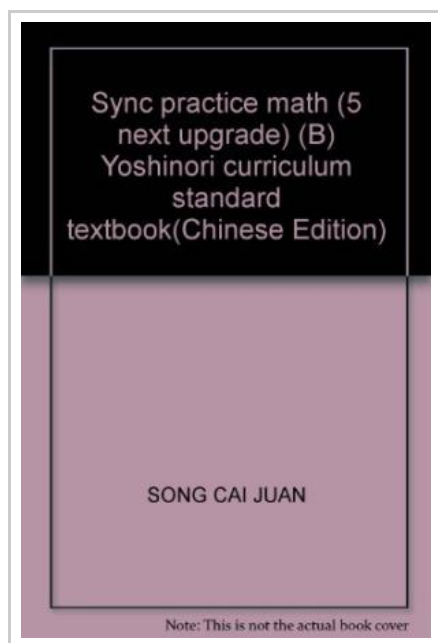 Sync practice math (5
next upgrade) (B)
Yoshinori curriculum
standard
textbook(Chinese Edition)
SONG CAI JUAN
Note: This is not the actual book cover